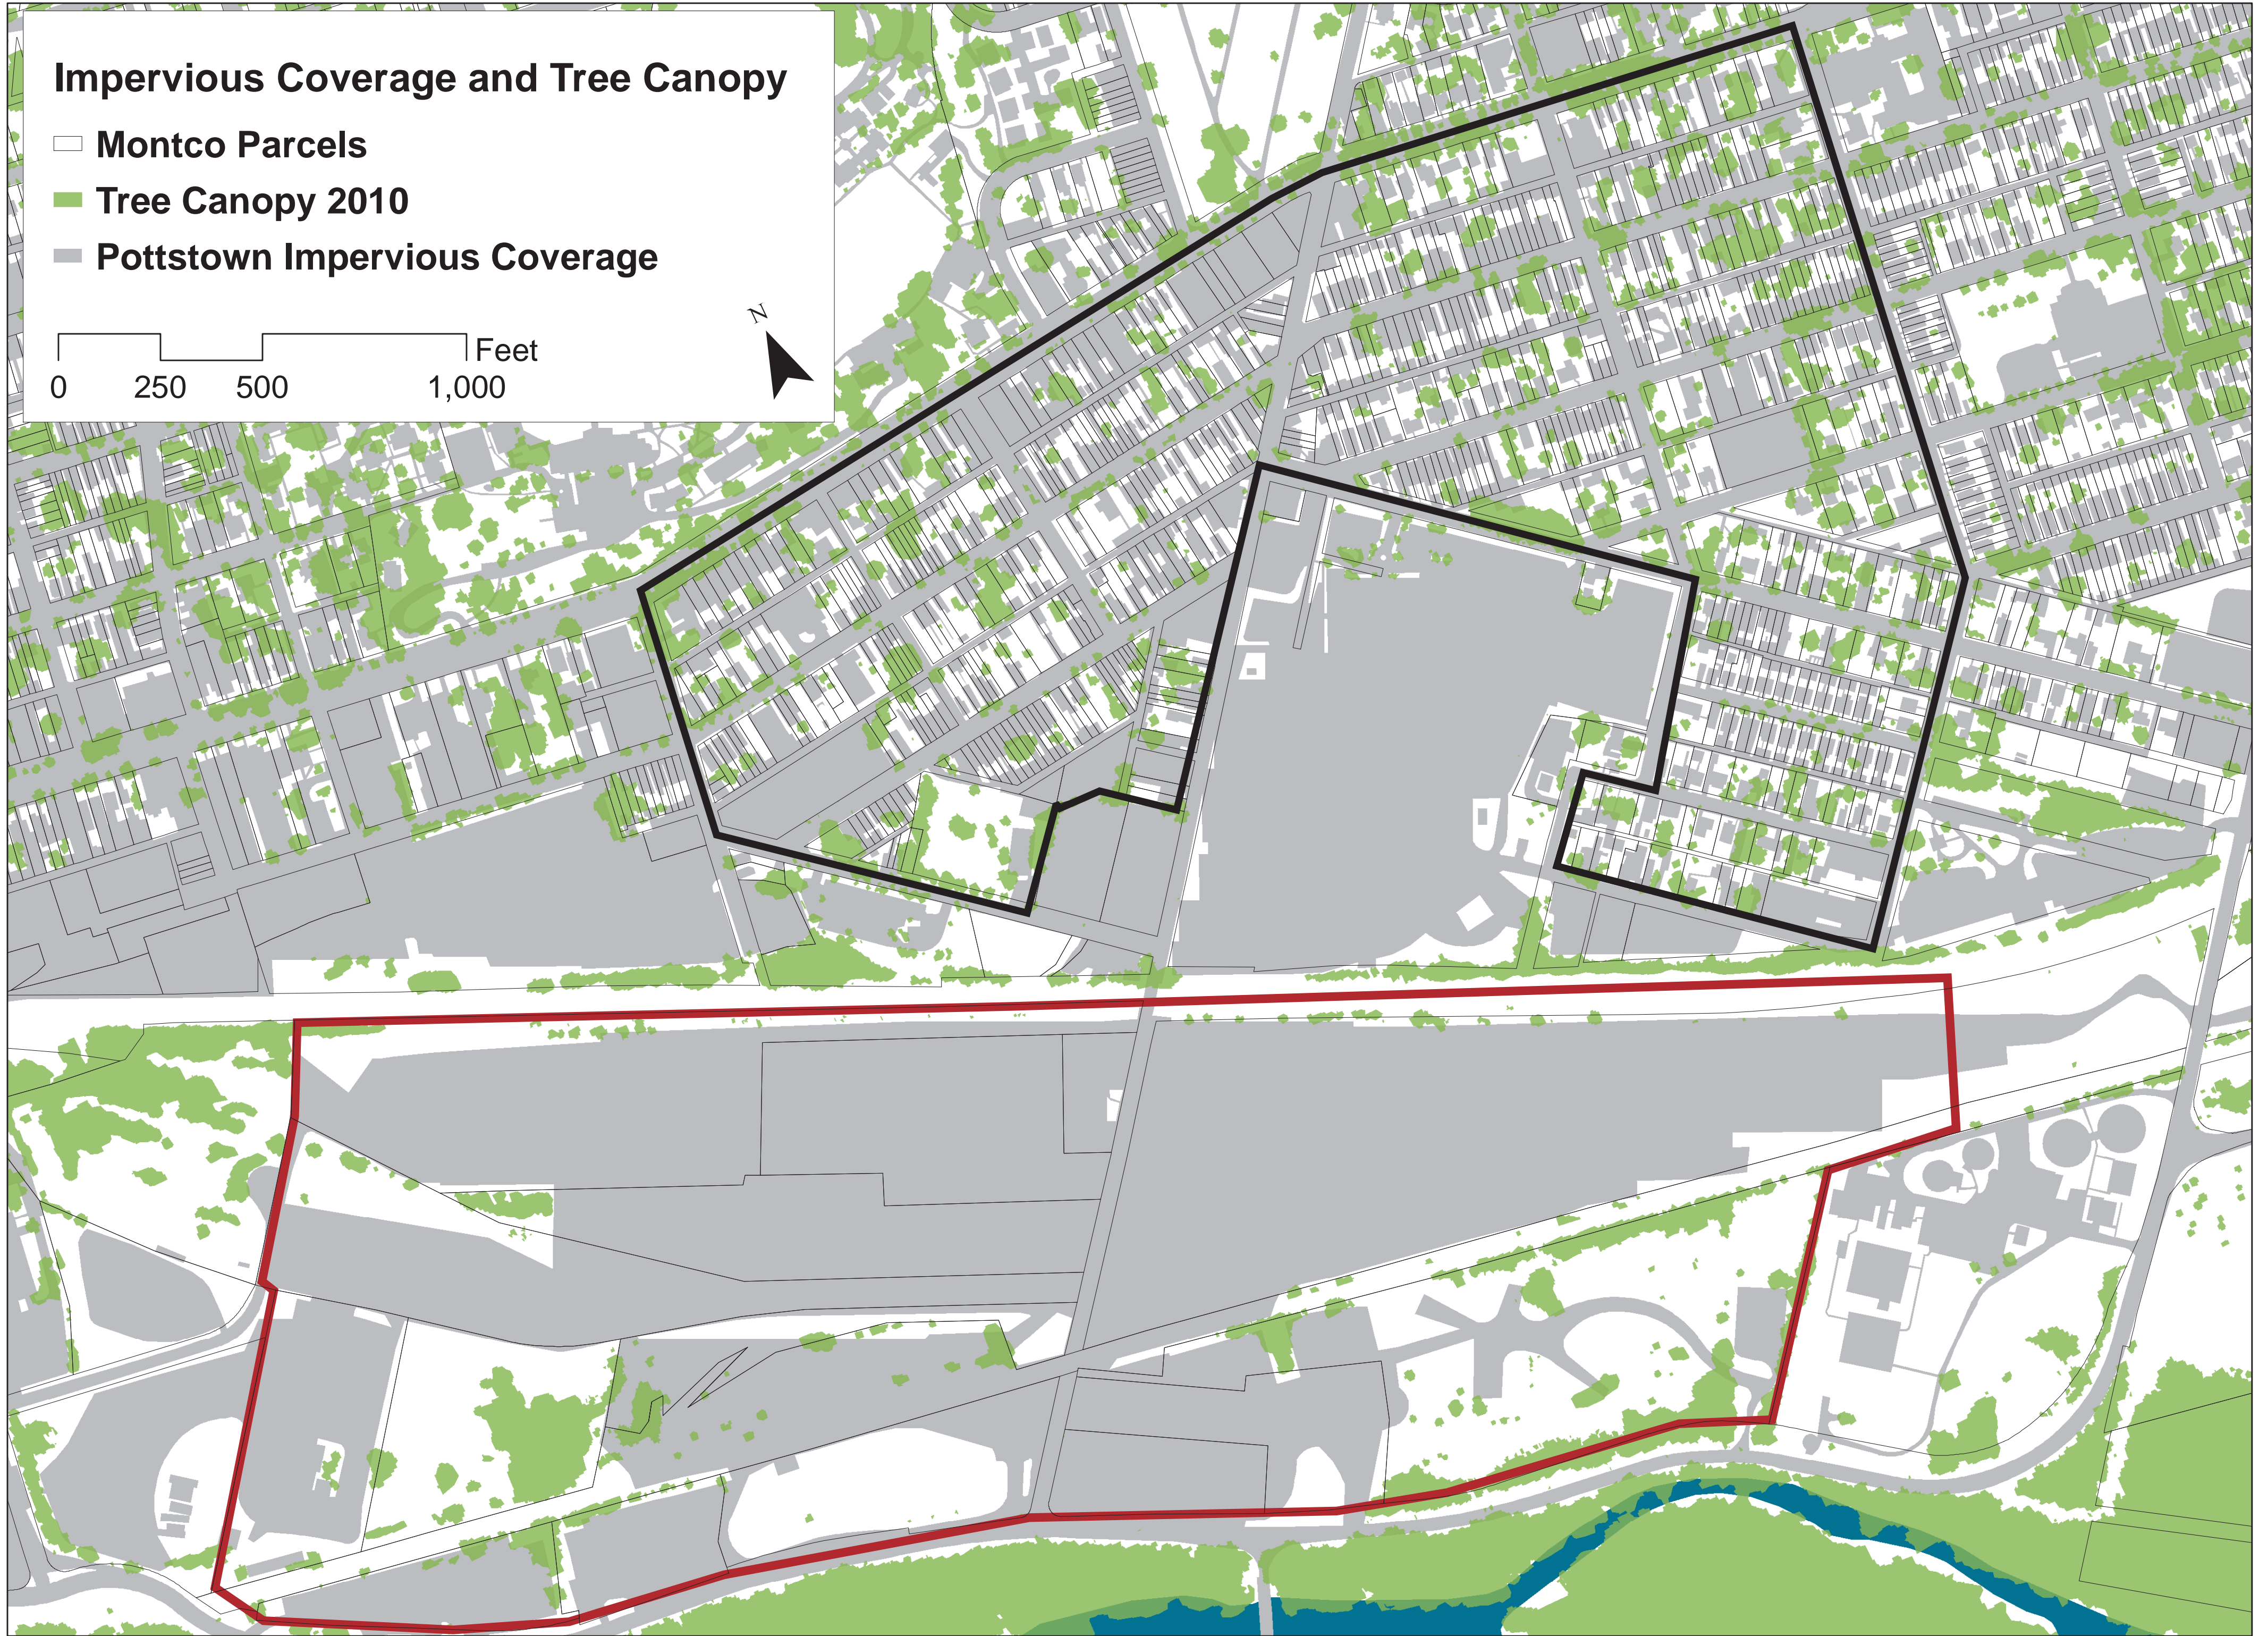 Impervious Coverage and Tree Canopy
Montco Parcels
Tree Canopy 2010
Pottstown Impervious Coverage
N
Feet
0 250 500 1,000